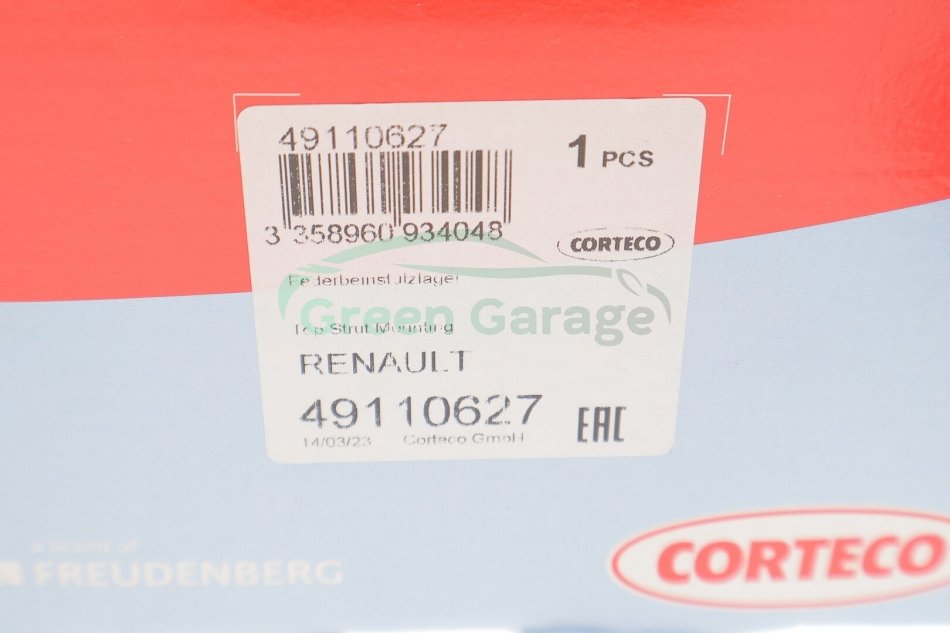 49110627
1 PCS
3 358960 934048
CORTECO
Federbeinstützlager
Green Garage
Top Strut Mounting
RENAULT
49110627
EAC
14/03/23 Corteco GmbH
a brand of
FREUDENBERG
CORTECO